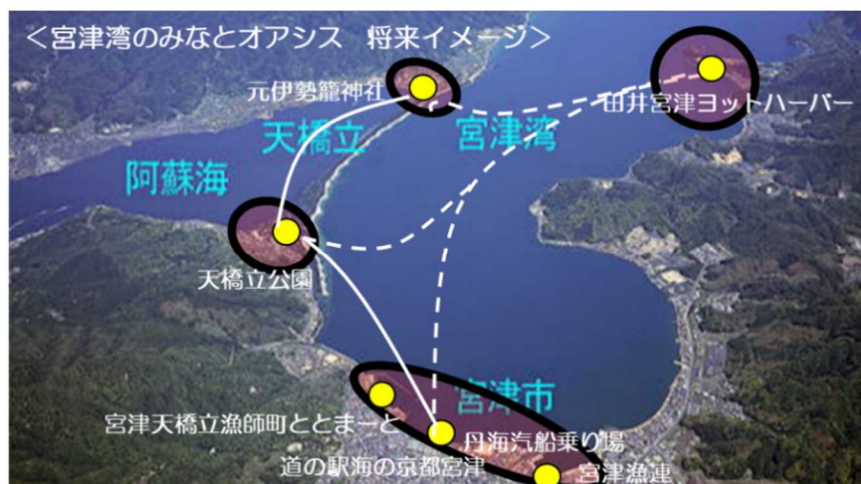 ＜宮津湾のみなとオアシス　将来イメージ＞
元伊勢籠神社
田井宮津ヨットハーバー
天橋立
宮津湾
阿蘇海
天橋立公園
宮津市
宮津天橋立漁師町ととまーと
丹海汽船乗り場
道の駅海の京都宮津
宮津漁連